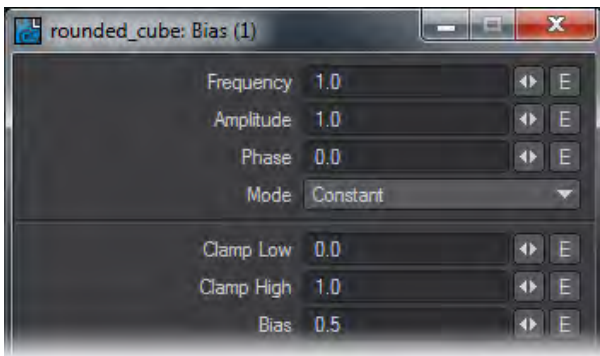 rounded_cube: Bias (1)
Frequency 1.0 E
Amplitude 1.0 E
Phase 0.0 E
Mode Constant
Clamp Low 0.0 E
Clamp High 1.0 E
Bias 0.5 E